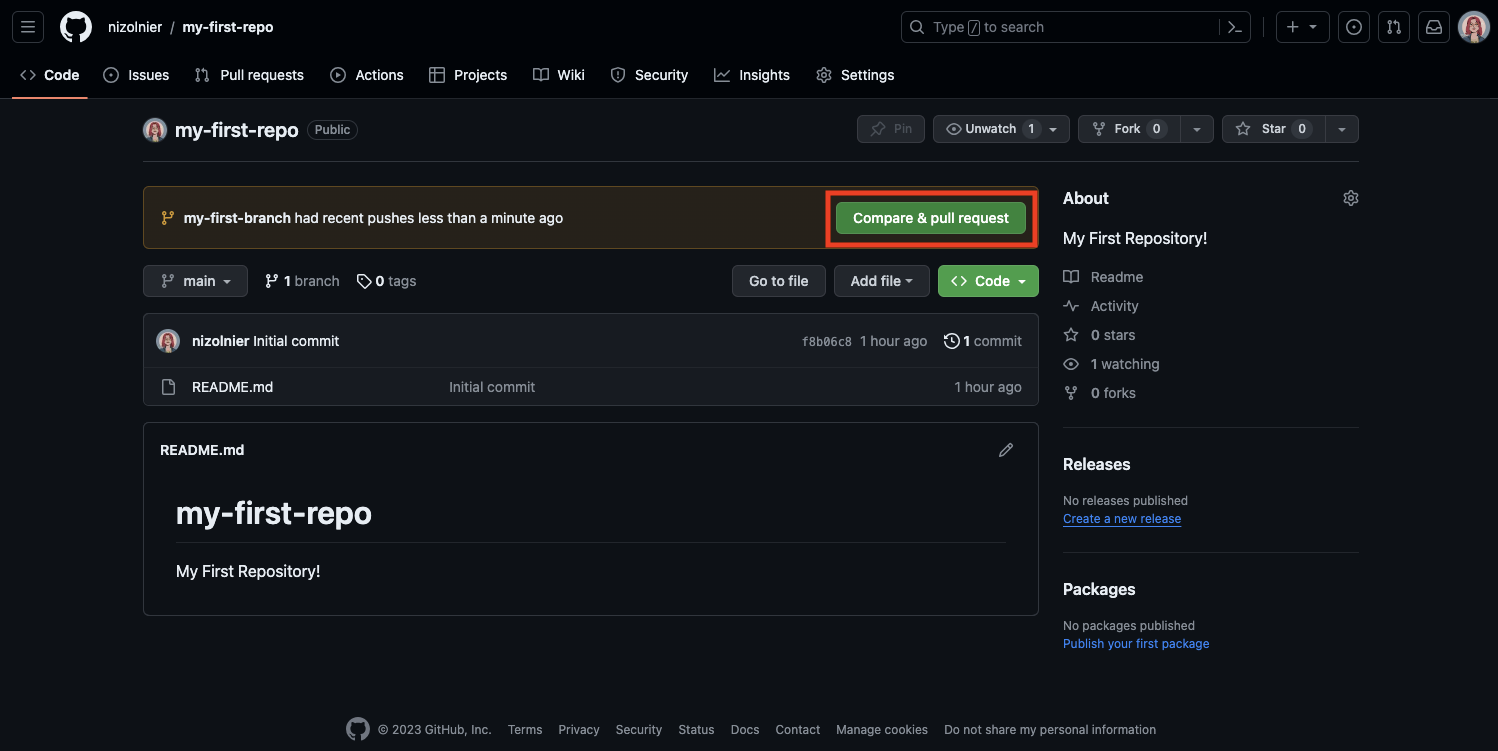 nizolnier / my-first-repo
Type / to search
Code Issues Pull requests Actions Projects Wiki Security Insights Settings
my-first-repo Public
Pin Unwatch 1 Fork 0 Star 0
my-first-branch had recent pushes less than a minute ago
Compare & pull request
main 1 branch 0 tags Go to file Add file Code
nizolnier Initial commit f8b06c8 1 hour ago 1 commit
README.md Initial commit 1 hour ago
README.md
my-first-repo
My First Repository!
About
My First Repository!
Readme
Activity
0 stars
1 watching
0 forks
Releases
No releases published
Create a new release
Packages
No packages published
Publish your first package
© 2023 GitHub, Inc. Terms Privacy Security Status Docs Contact Manage cookies Do not share my personal information